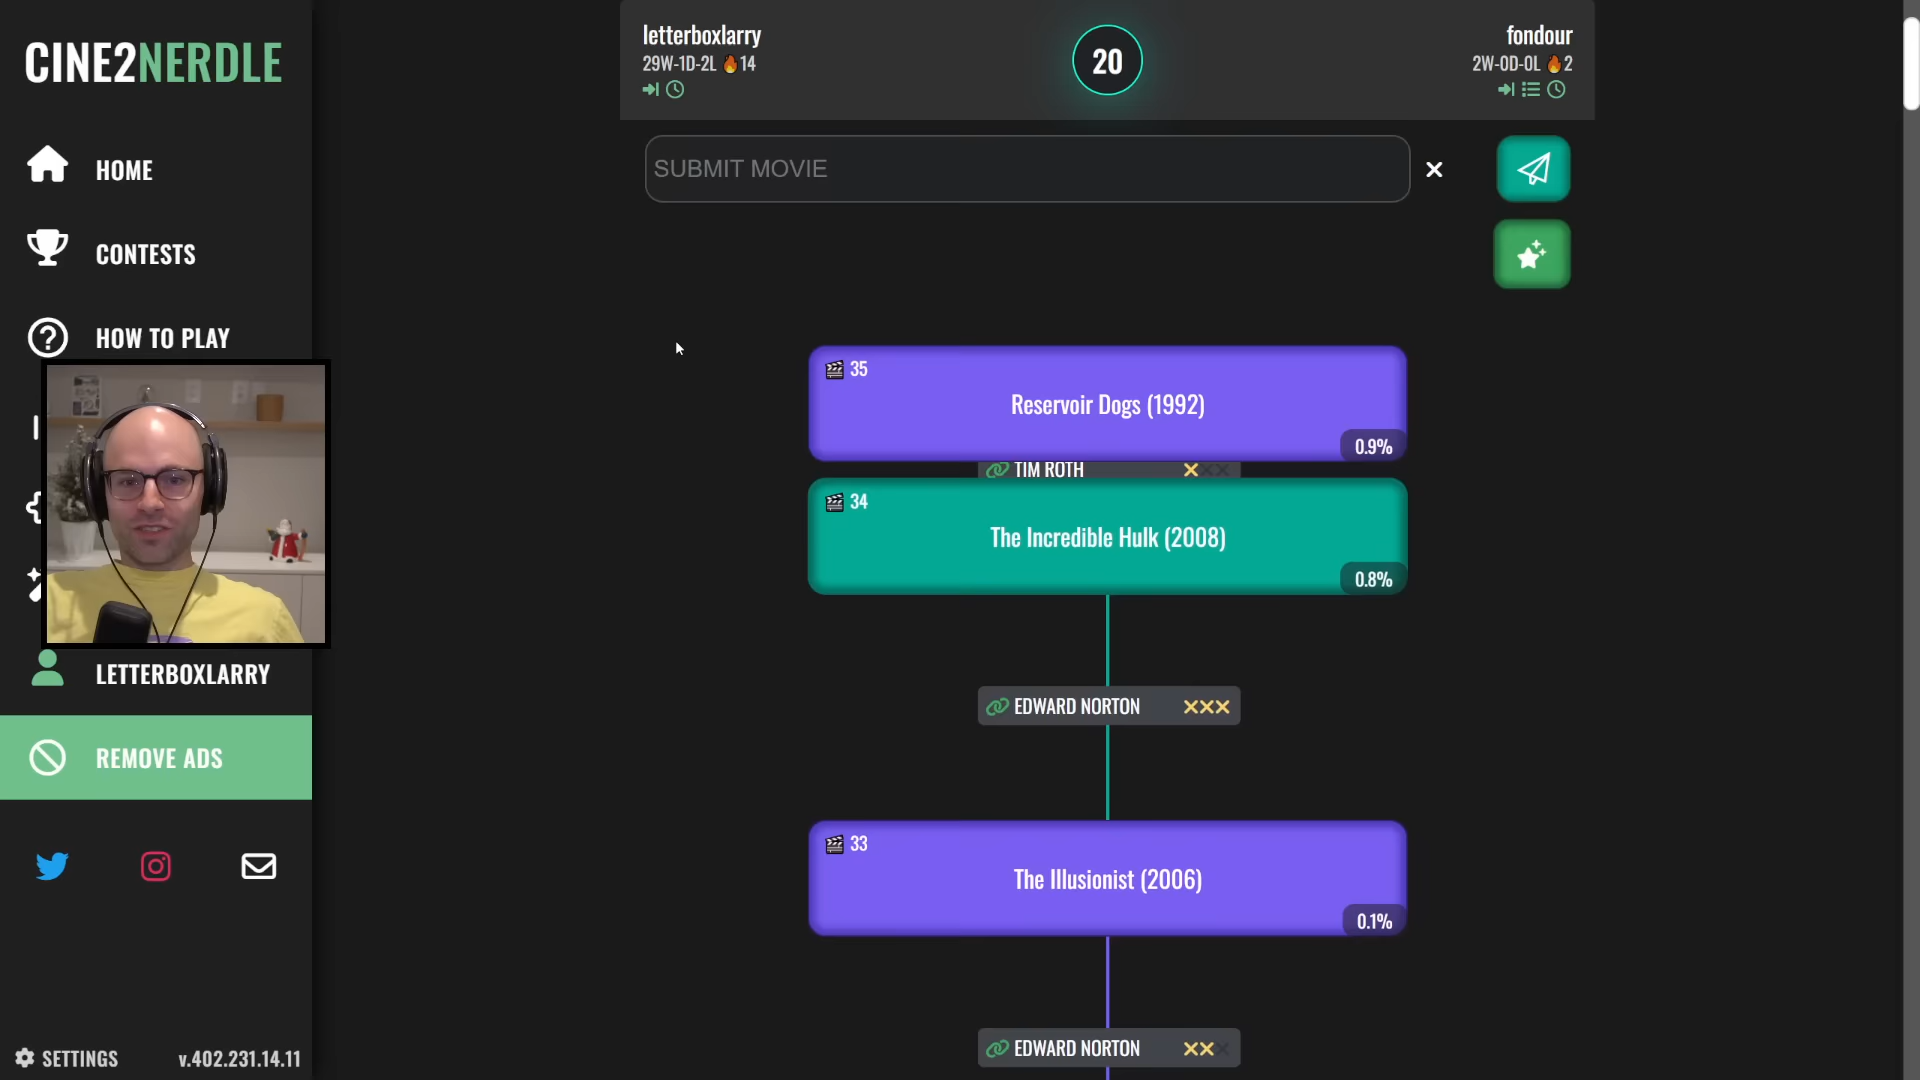 CINE2NERDLE
HOME
CONTESTS
HOW TO PLAY
LETTERBOXLARRY
REMOVE ADS
SETTINGS
v.402.231.14.11
letterboxlarry
29W-1D-2L 🔥14
20
fondour
2W-0D-0L 🔥2
SUBMIT MOVIE
35
Reservoir Dogs (1992)
0.9%
TIM ROTH
34
The Incredible Hulk (2008)
0.8%
EDWARD NORTON
33
The Illusionist (2006)
0.1%
EDWARD NORTON